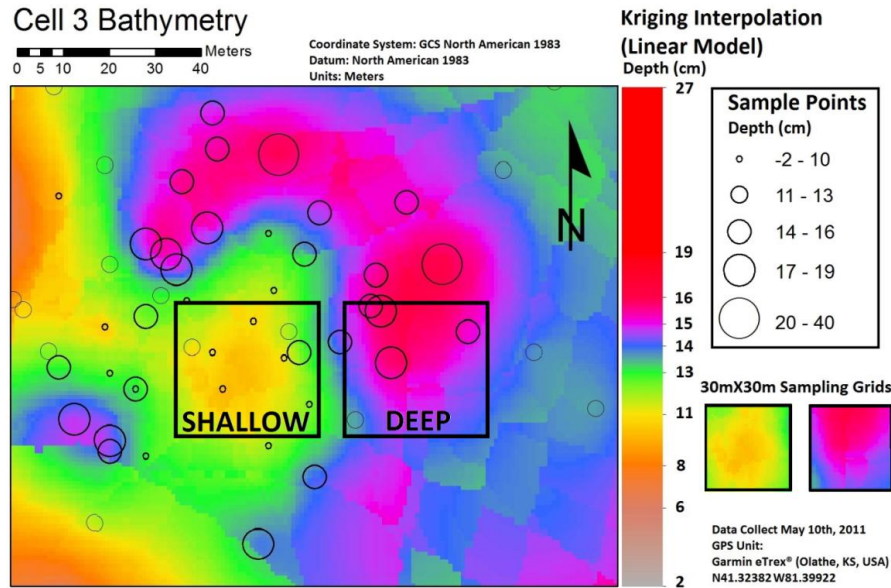 Cell 3 Bathymetry
Meters
0 5 10 20 30 40
Coordinate System: GCS North American 1983
Datum: North American 1983
Units: Meters
Kriging Interpolation
(Linear Model)
Depth (cm)
27
19
16
15
14
13
11
8
6
2
N
SHALLOW
DEEP
Sample Points
Depth (cm)
-2 - 10
11 - 13
14 - 16
17 - 19
20 - 40
30mX30m Sampling Grids
Data Collect May 10th, 2011
GPS Unit:
Garmin eTrex® (Olathe, KS, USA)
N41.32382 W81.39922